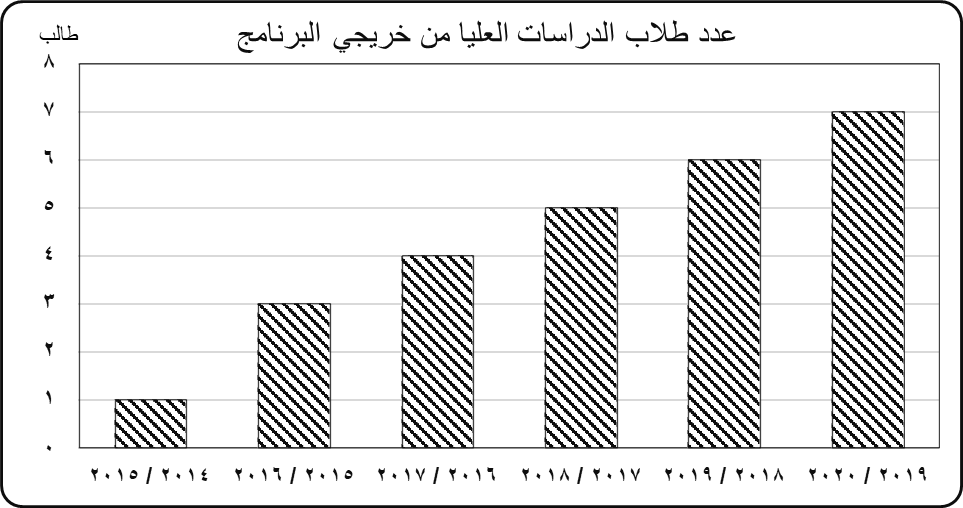 عدد طلاب الدراسات العليا من خريجي البرنامج
طالب
٨
٧
٦
٥
٤
٣
٢
١
٠
٢٠١٤ / ٢٠١٥
٢٠١٥ / ٢٠١٦
٢٠١٦ / ٢٠١٧
٢٠١٧ / ٢٠١٨
٢٠١٨ / ٢٠١٩
٢٠١٩ / ٢٠٢٠